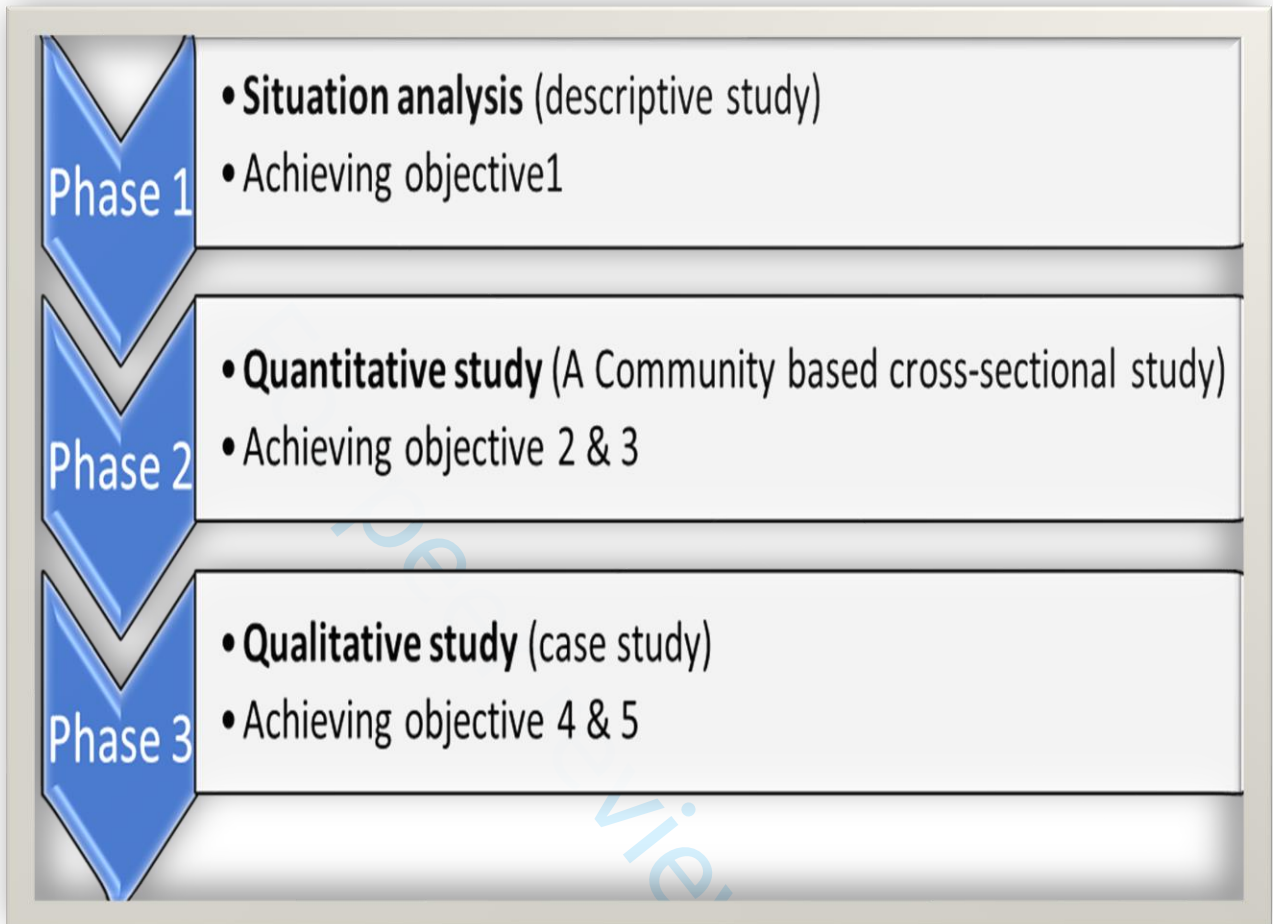 Phase 1
• Situation analysis (descriptive study)
• Achieving objective1
Phase 2
• Quantitative study (A Community based cross-sectional study)
• Achieving objective 2 & 3
Phase 3
• Qualitative study (case study)
• Achieving objective 4 & 5